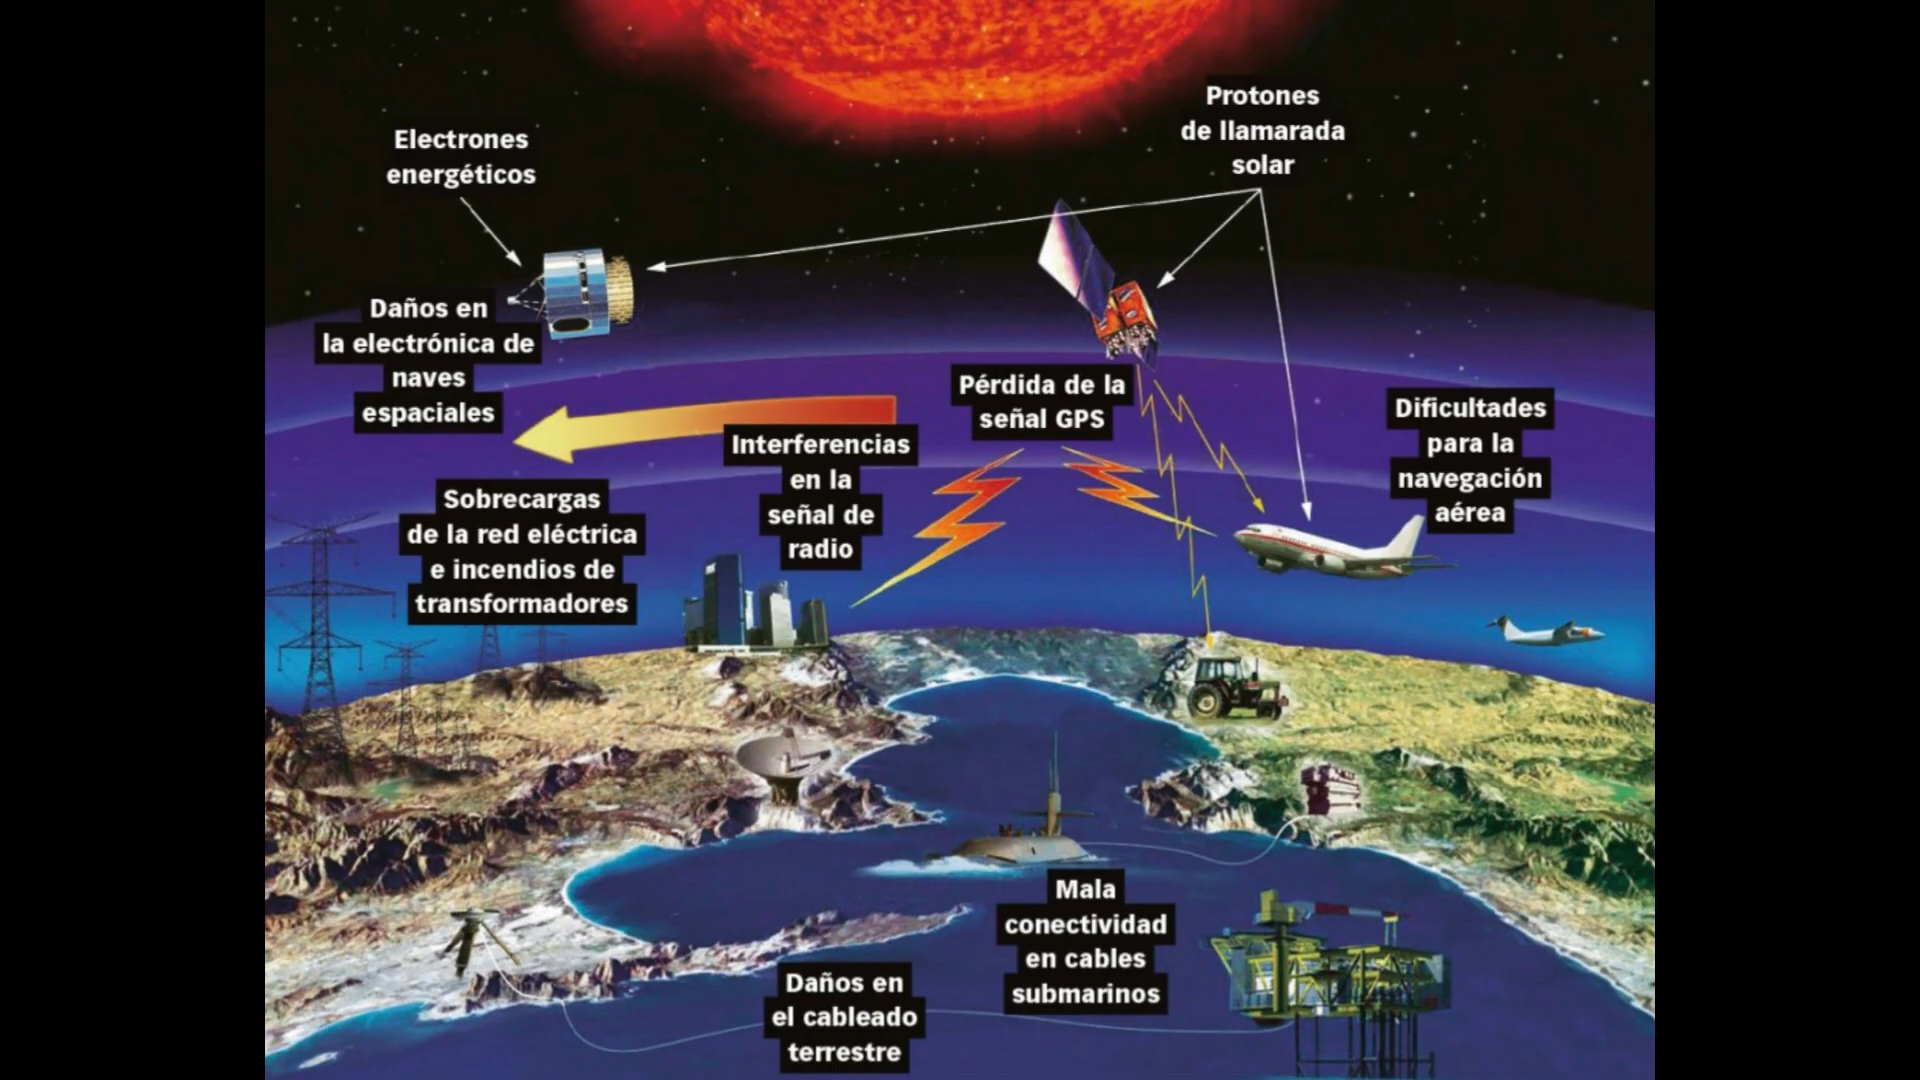 Protones
de llamarada
solar
Electrones
energéticos
Daños en
la electrónica de
naves
espaciales
Pérdida de la
señal GPS
Dificultades
para la
navegación
aérea
Interferencias
en la
señal de
radio
Sobrecargas
de la red eléctrica
e incendios de
transformadores
Mala
conectividad
en cables
submarinos
Daños en
el cableado
terrestre